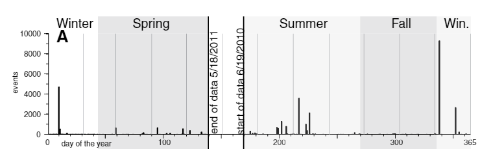 Winter Spring Summer Fall Win.
A
10000
8000
6000
4000
2000
0
events
0 100 200 300 365
day of the year
end of data 5/18/2011
start of data 6/19/2010